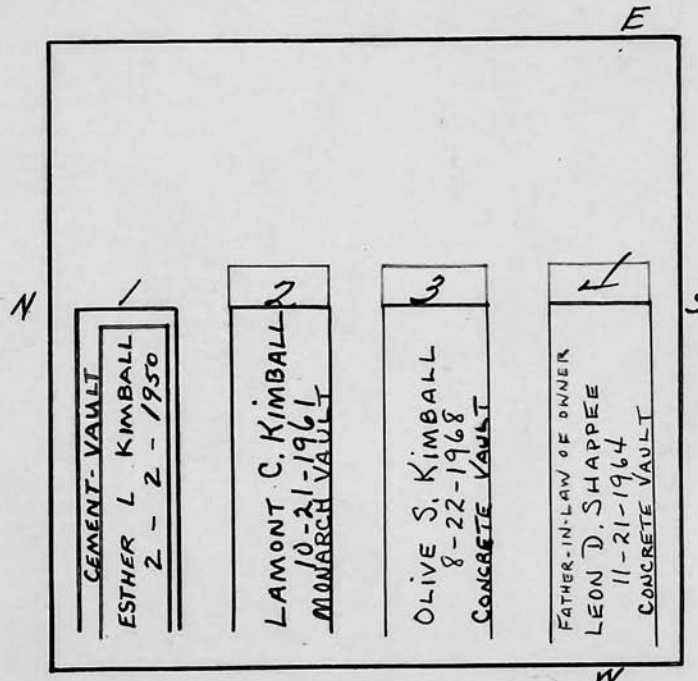 E
N
S
W
1
CEMENT-VAULT
ESTHER L KIMBALL
2-2-1950
2
LAMONT C. KIMBALL
10-21-1961
MONARCH VAULT
3
OLIVE S. KIMBALL
8-22-1968
CONCRETE VAULT
4
FATHER-IN-LAW OF OWNER
LEON D. SHAPPEE
11-21-1964
CONCRETE VAULT